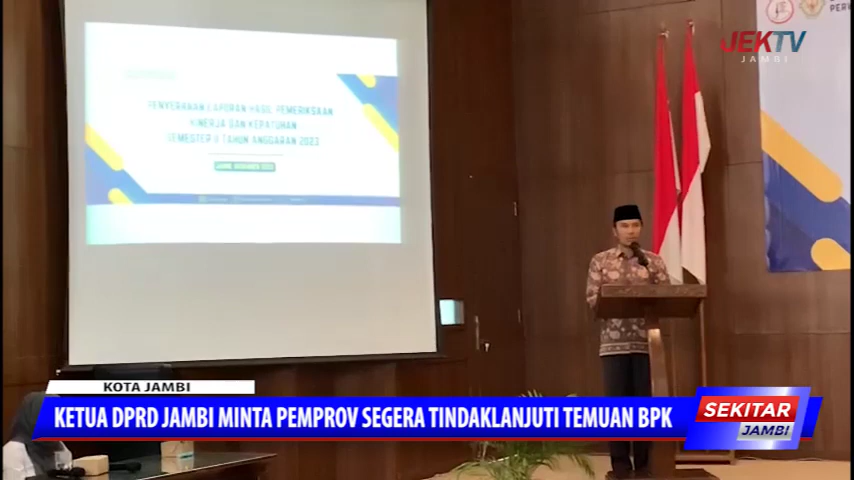 JEKTV
JAMBI
PENYERAHAN LAPORAN HASIL PEMERIKSAAN
KINERJA DAN KEPATUHAN
SEMESTER II TAHUN ANGGARAN 2023
KOTA JAMBI
KETUA DPRD JAMBI MINTA PEMPROV SEGERA TINDAKLANJUTI TEMUAN BPK
SEKITAR
JAMBI